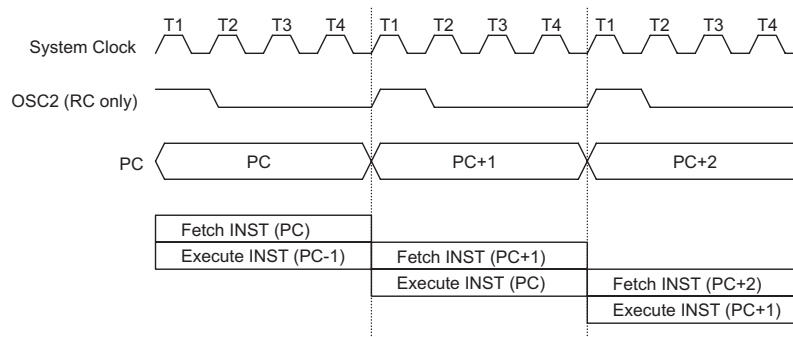 T1 T2 T3 T4 T1 T2 T3 T4 T1 T2 T3 T4
System Clock
OSC2 (RC only)
PC PC PC+1 PC+2
Fetch INST (PC)
Execute INST (PC-1) Fetch INST (PC+1)
Execute INST (PC) Fetch INST (PC+2)
Execute INST (PC+1)